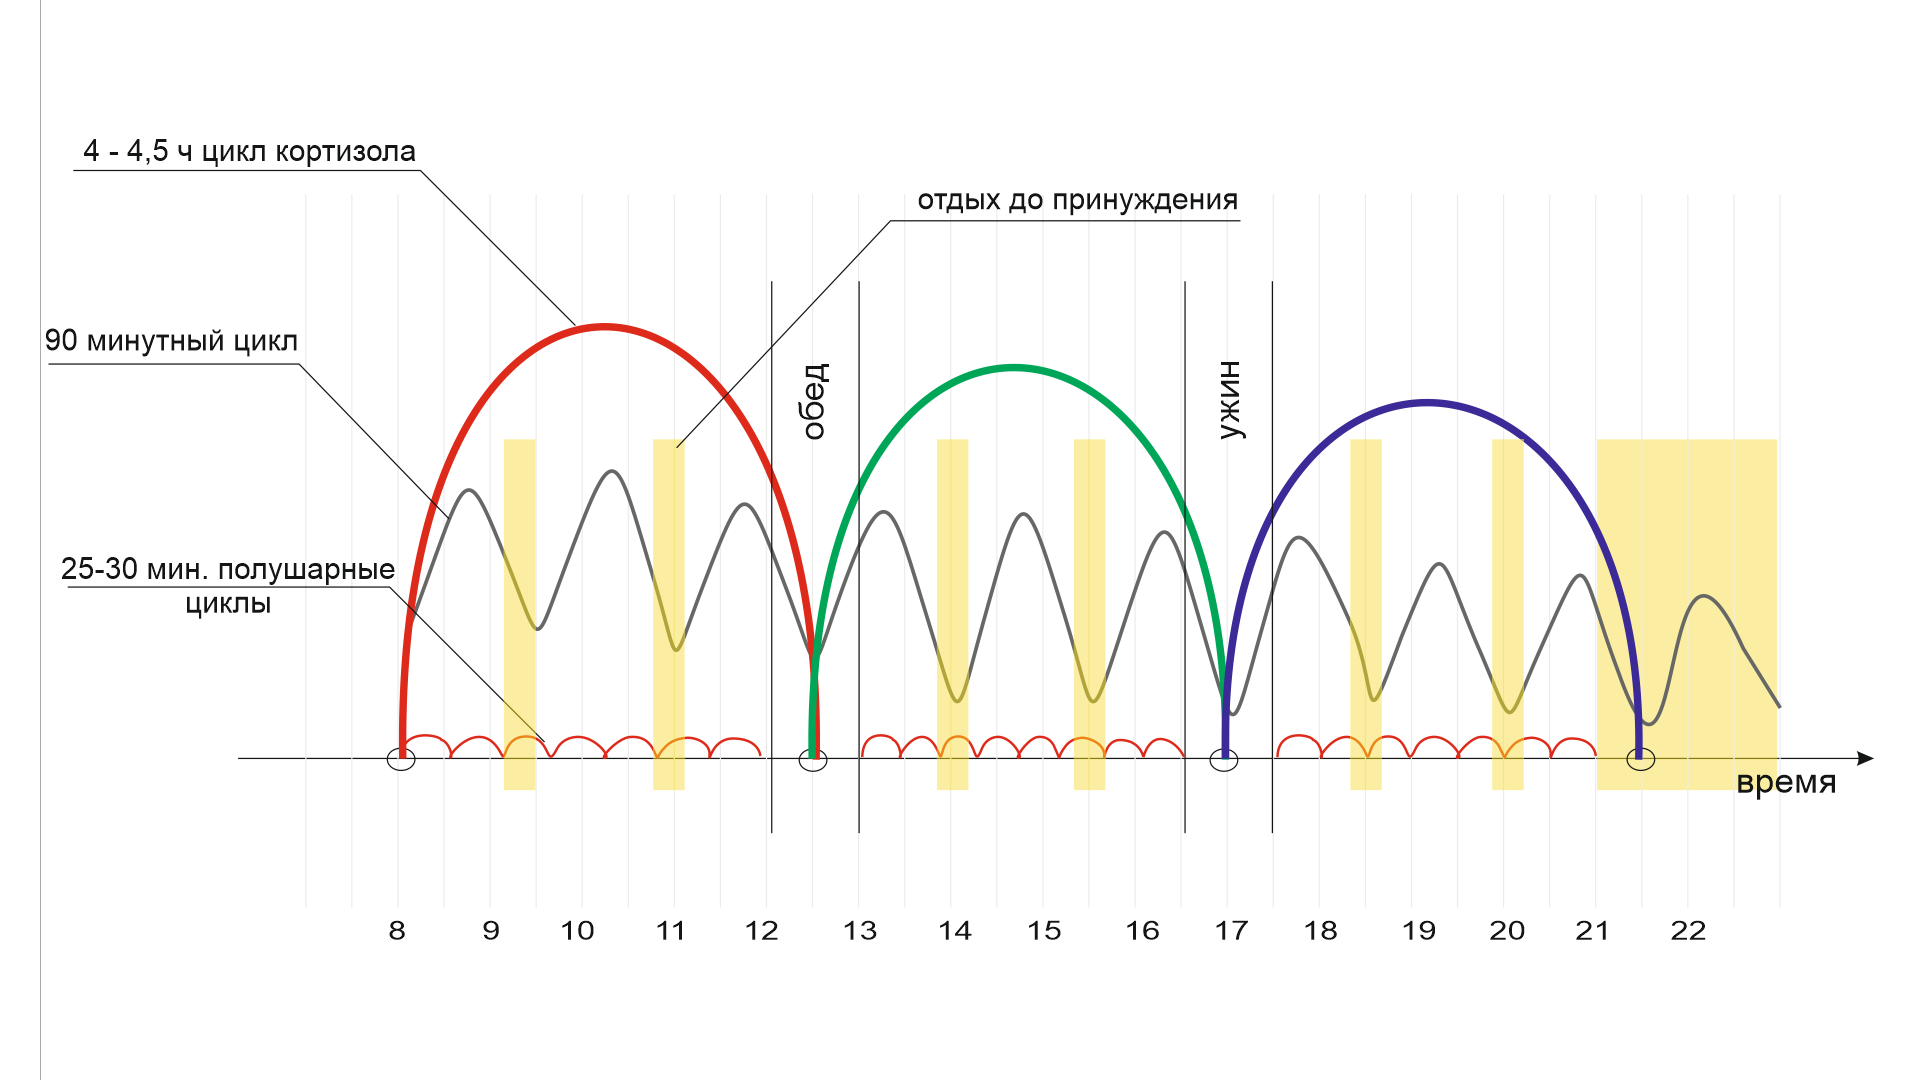 4 - 4,5 ч цикл кортизола
отдых до принуждения
90 минутный цикл
обед
ужин
25-30 мин. полушарные
циклы
время
8 9 10 11 12 13 14 15 16 17 18 19 20 21 22